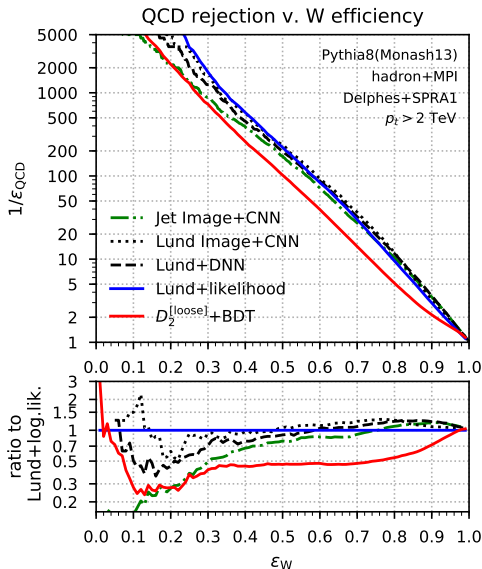 QCD rejection v. W efficiency
5000
2000
1000
500
200
100
50
20
10
5
2
1
1/εQCD
Pythia8(Monash13)
hadron+MPI
Delphes+SPRA1
pt > 2 TeV
Jet Image+CNN
Lund Image+CNN
Lund+DNN
Lund+likelihood
D2[loose]+BDT
0.0 0.1 0.2 0.3 0.4 0.5 0.6 0.7 0.8 0.9 1.0
3
2
1.5
1
0.7
0.5
0.3
0.2
ratio to
Lund+log.lik.
0.0 0.1 0.2 0.3 0.4 0.5 0.6 0.7 0.8 0.9 1.0
εW